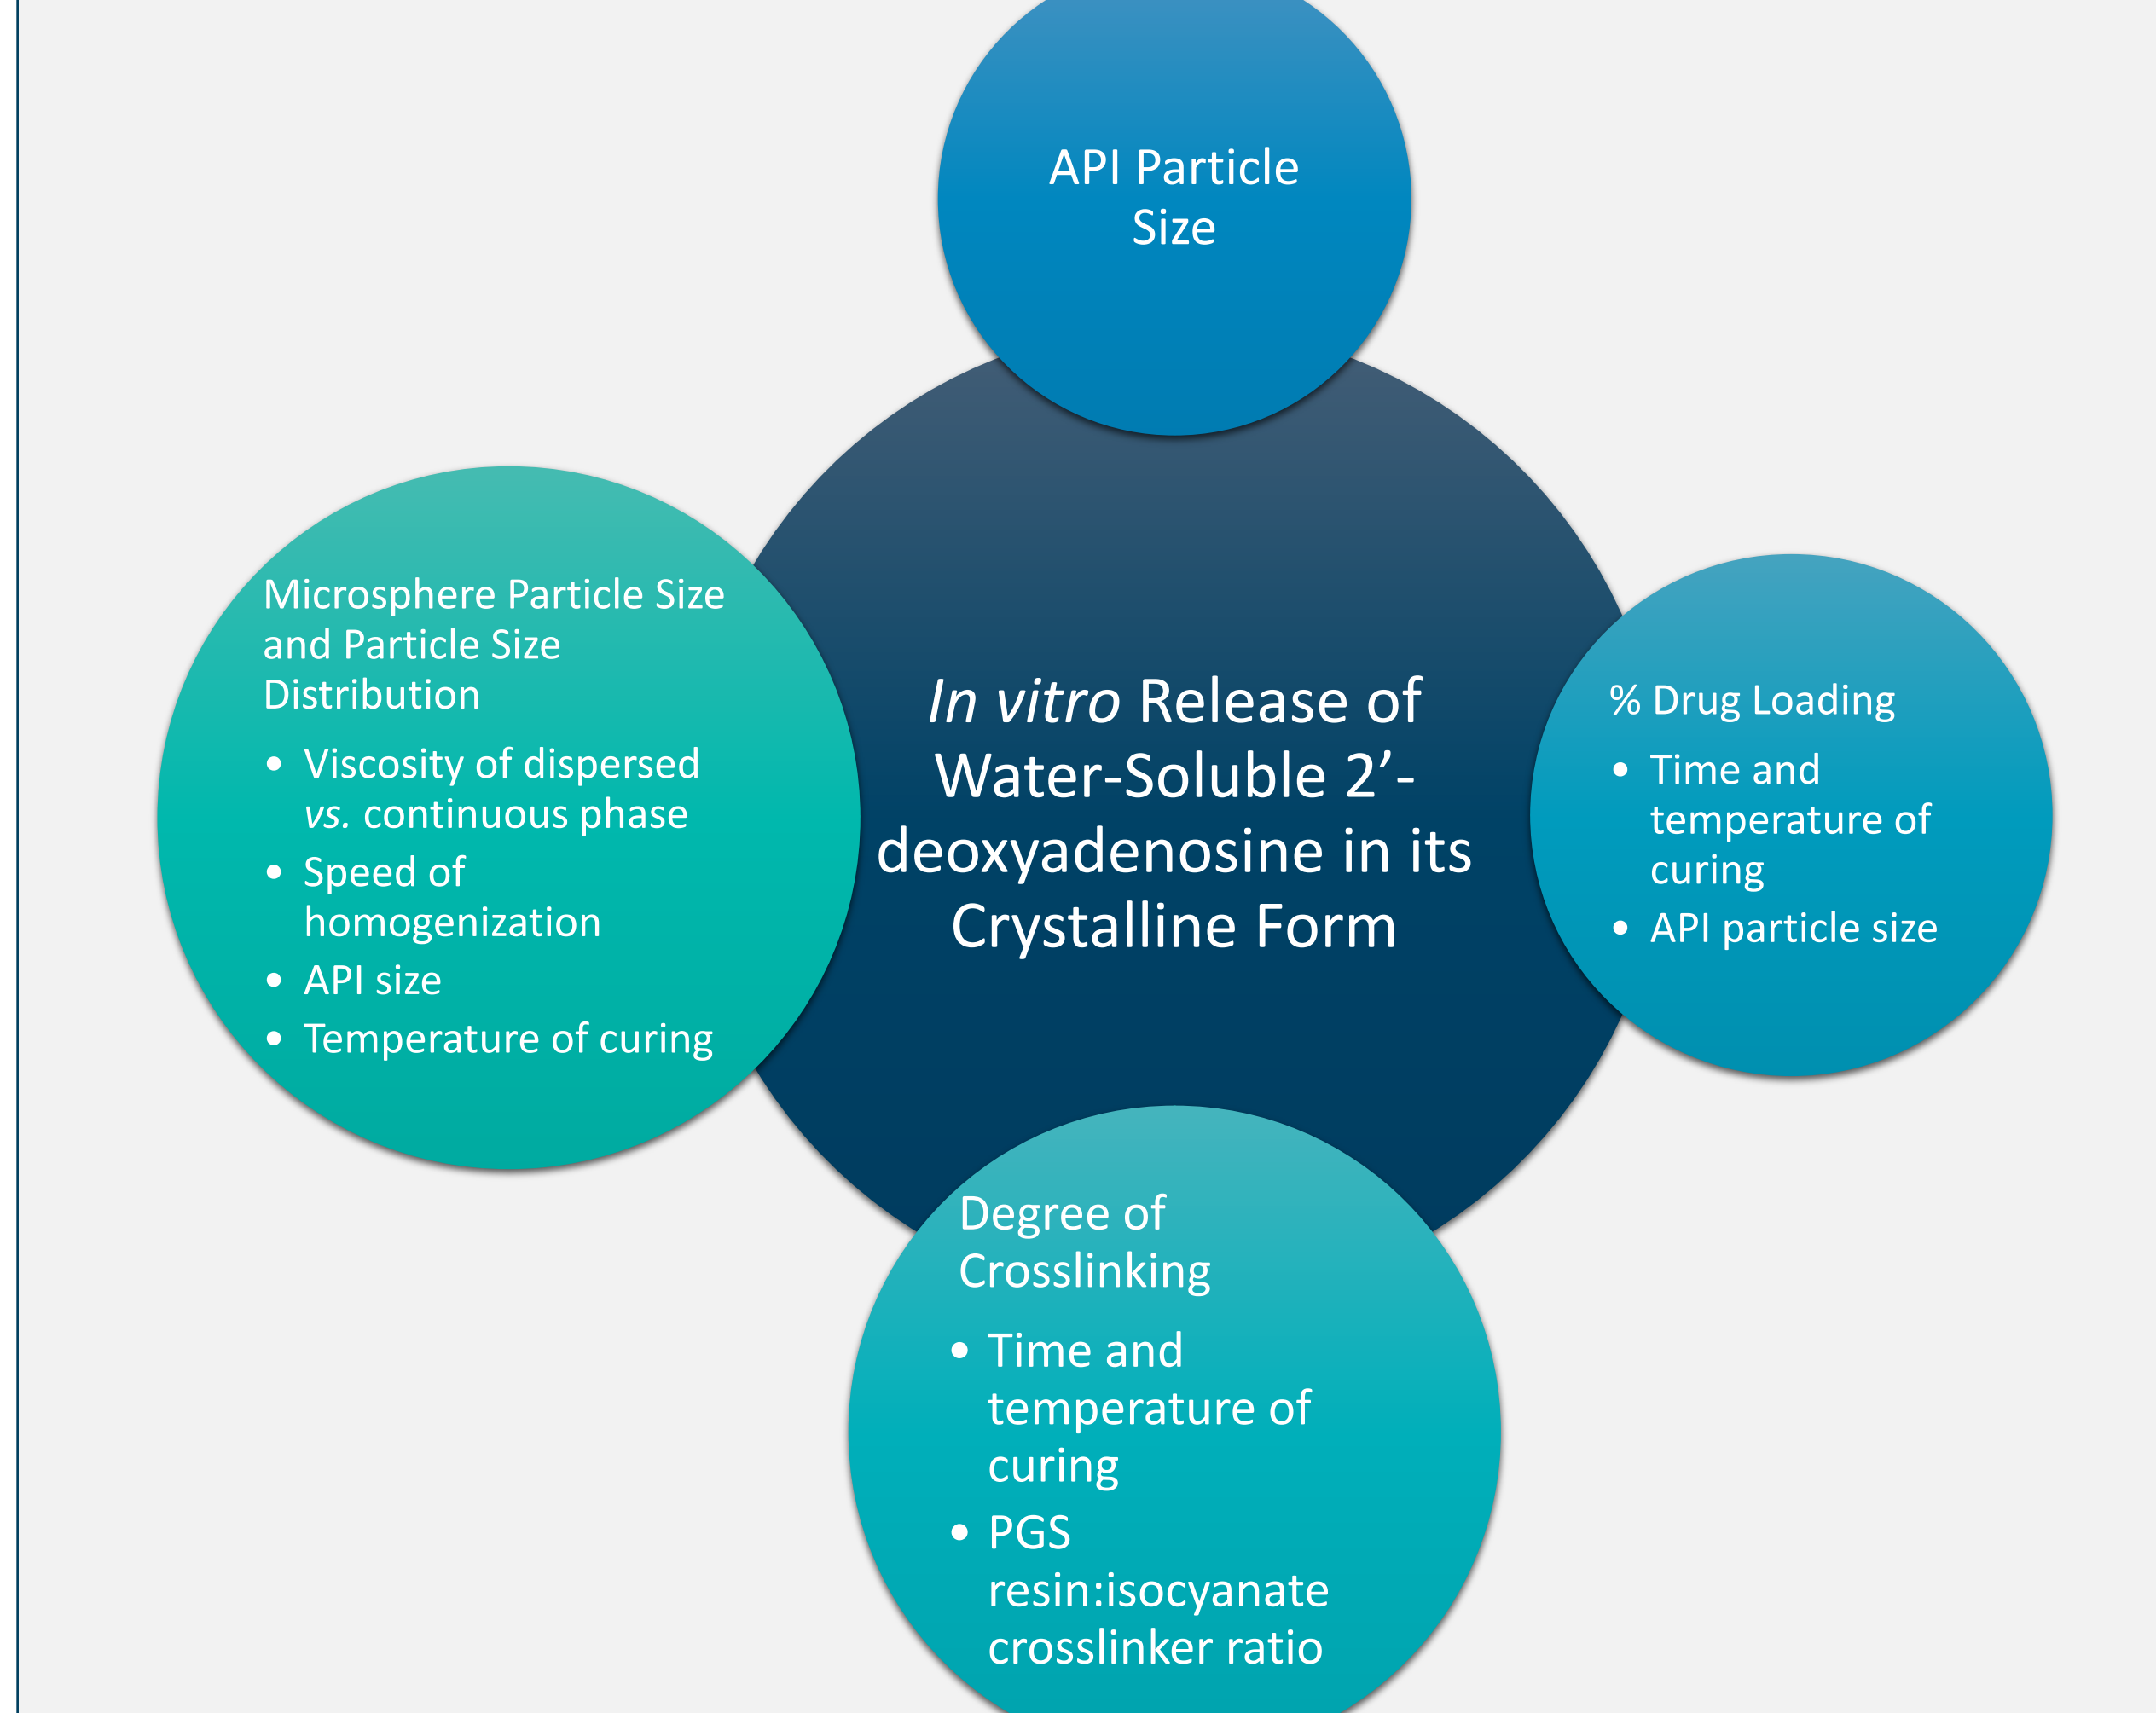 API Particle
Size
Microsphere Particle Size
and Particle Size
Distribution
• Viscosity of dispersed
vs. continuous phase
• Speed of
homogenization
• API size
• Temperature of curing
In vitro Release of
Water-Soluble 2’-
deoxyadenosine in its
Crystalline Form
% Drug Loading
• Time and
temperature of
curing
• API particle size
Degree of
Crosslinking
• Time and
temperature of
curing
• PGS
resin:isocyanate
crosslinker ratio